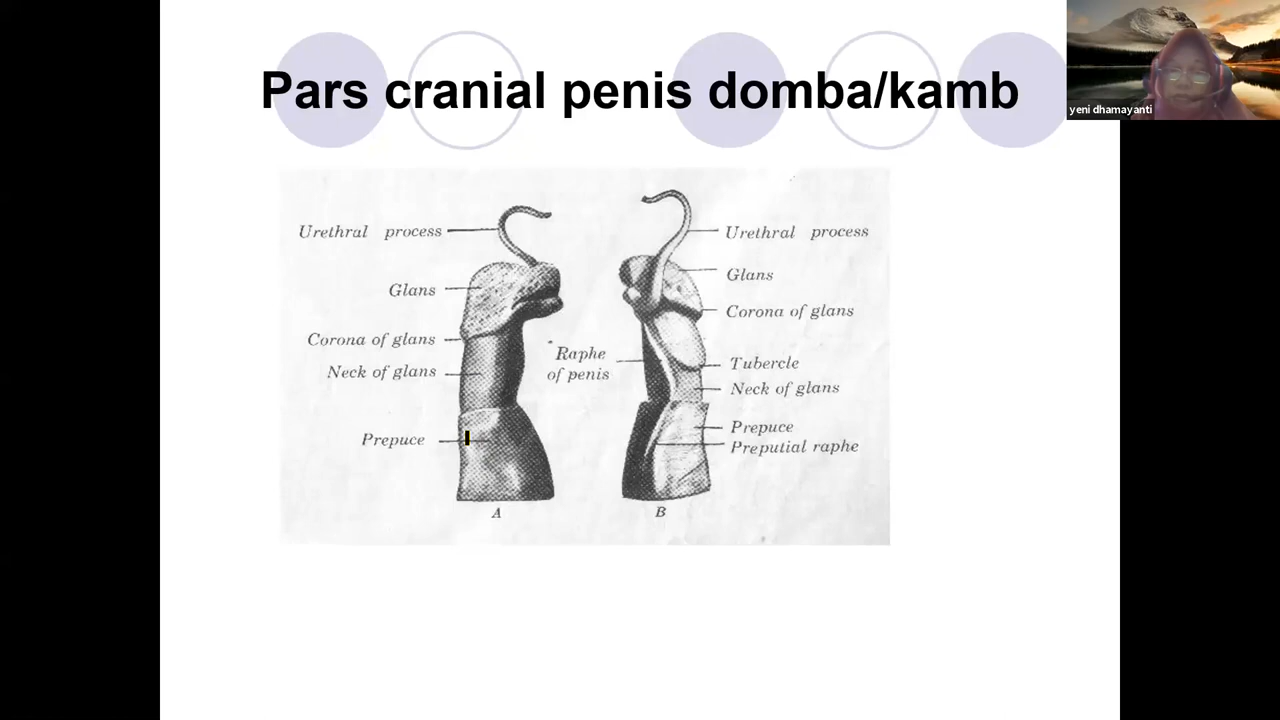 Pars cranial penis domba/kamb
yeni dhamayanti
Urethral process
Glans
Corona of glans
Neck of glans
Prepuce
A
Raphe
of penis
Urethral process
Glans
Corona of glans
Tubercle
Neck of glans
Prepuce
Preputial raphe
B